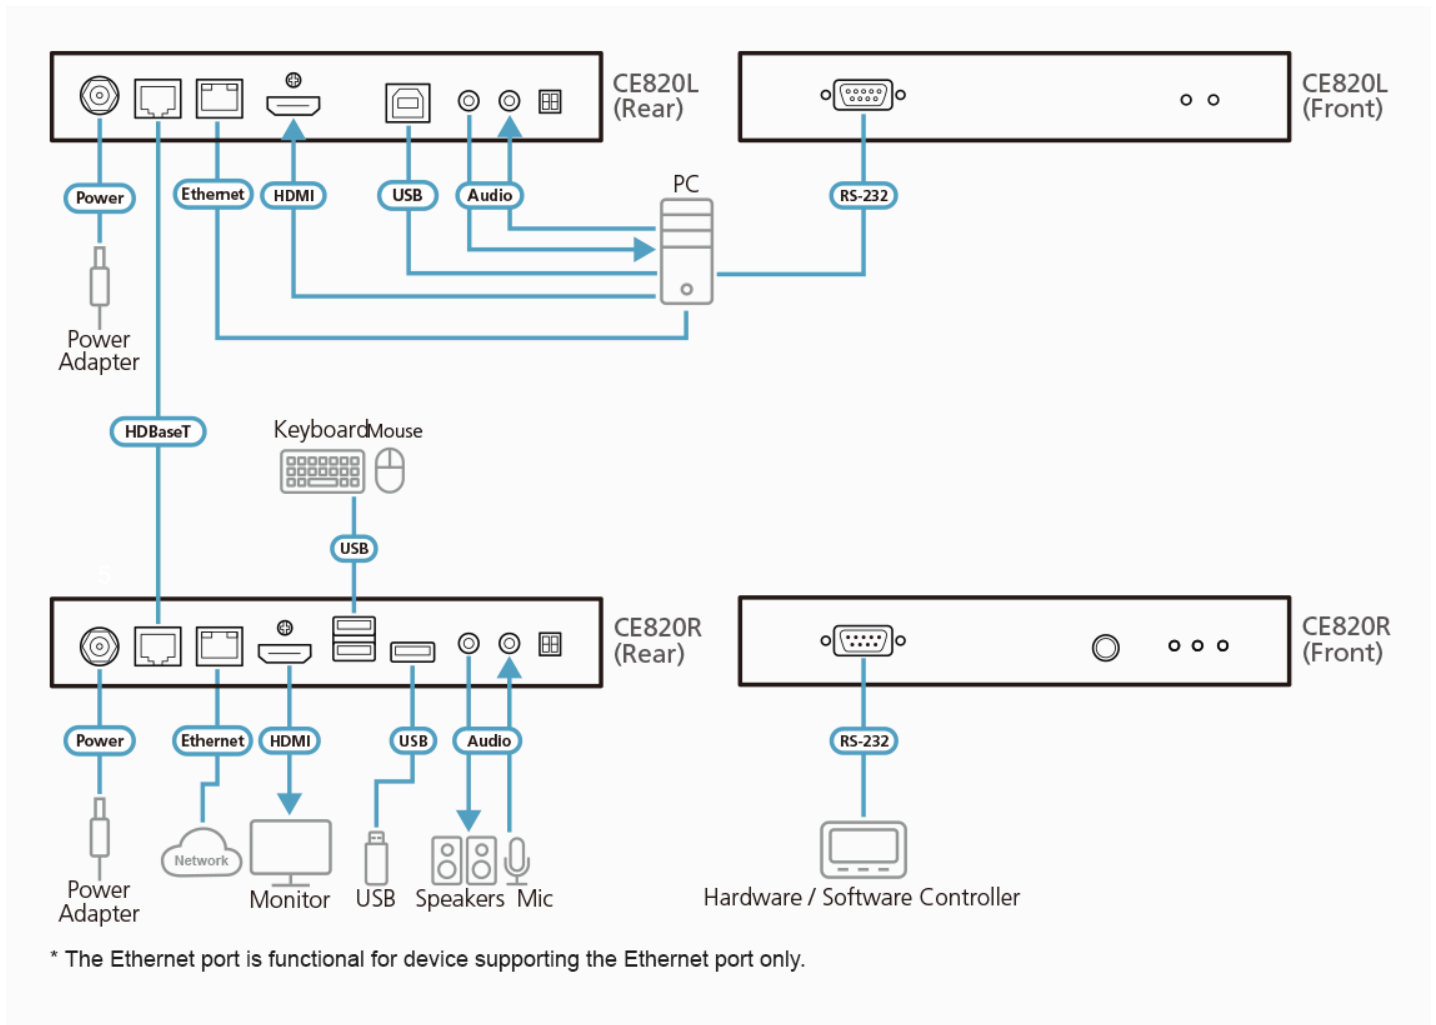 CE820L
(Rear)
CE820L
(Front)
Power
Ethernet
HDMI
USB
Audio
PC
RS-232
Power
Adapter
HDBaseT
Keyboard
Mouse
USB
5
CE820R
(Rear)
CE820R
(Front)
Power
Ethernet
HDMI
USB
Audio
RS-232
Network
Power
Adapter
Monitor
USB
Speakers
Mic
Hardware / Software Controller
* The Ethernet port is functional for device supporting the Ethernet port only.